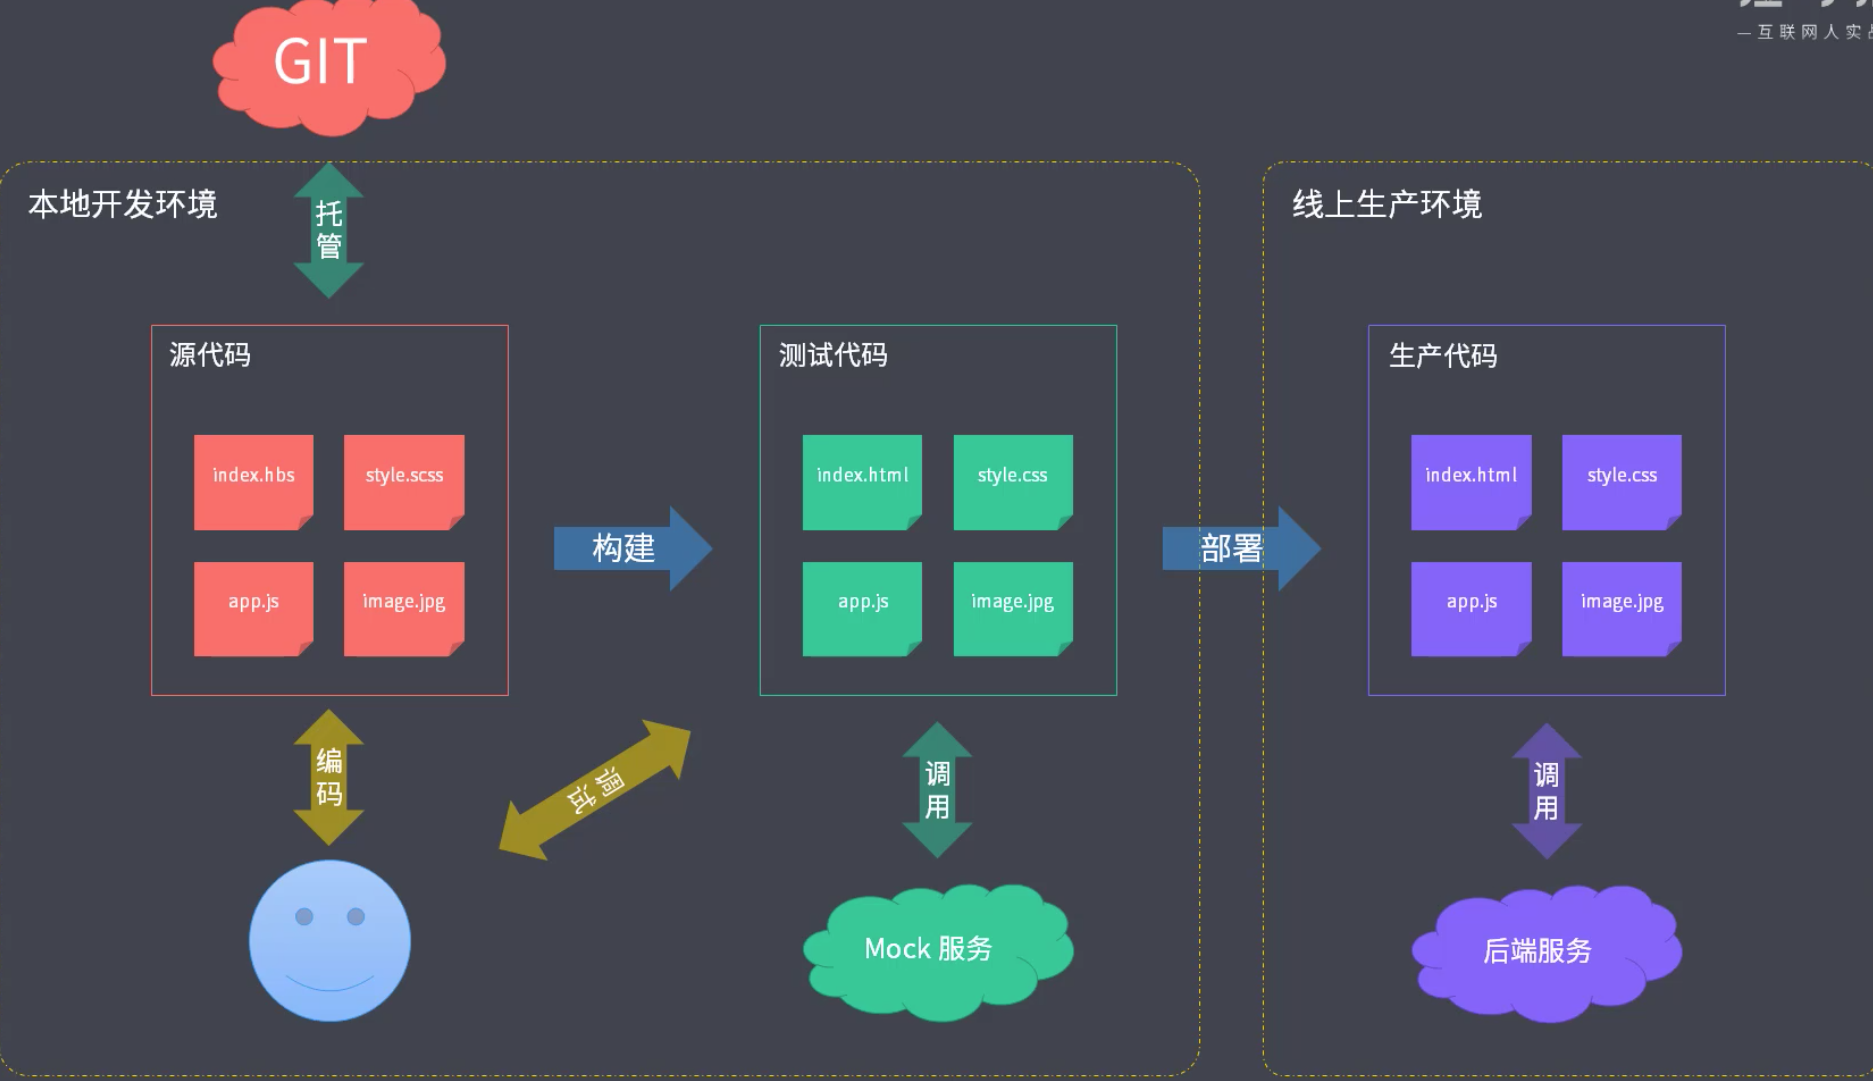 GIT
—互联网人实
本地开发环境
托管
线上生产环境
源代码
index.hbs
style.scss
app.js
image.jpg
构建
测试代码
index.html
style.css
app.js
image.jpg
部署
生产代码
index.html
style.css
app.js
image.jpg
编码
调试
调用
调用
Mock 服务
后端服务